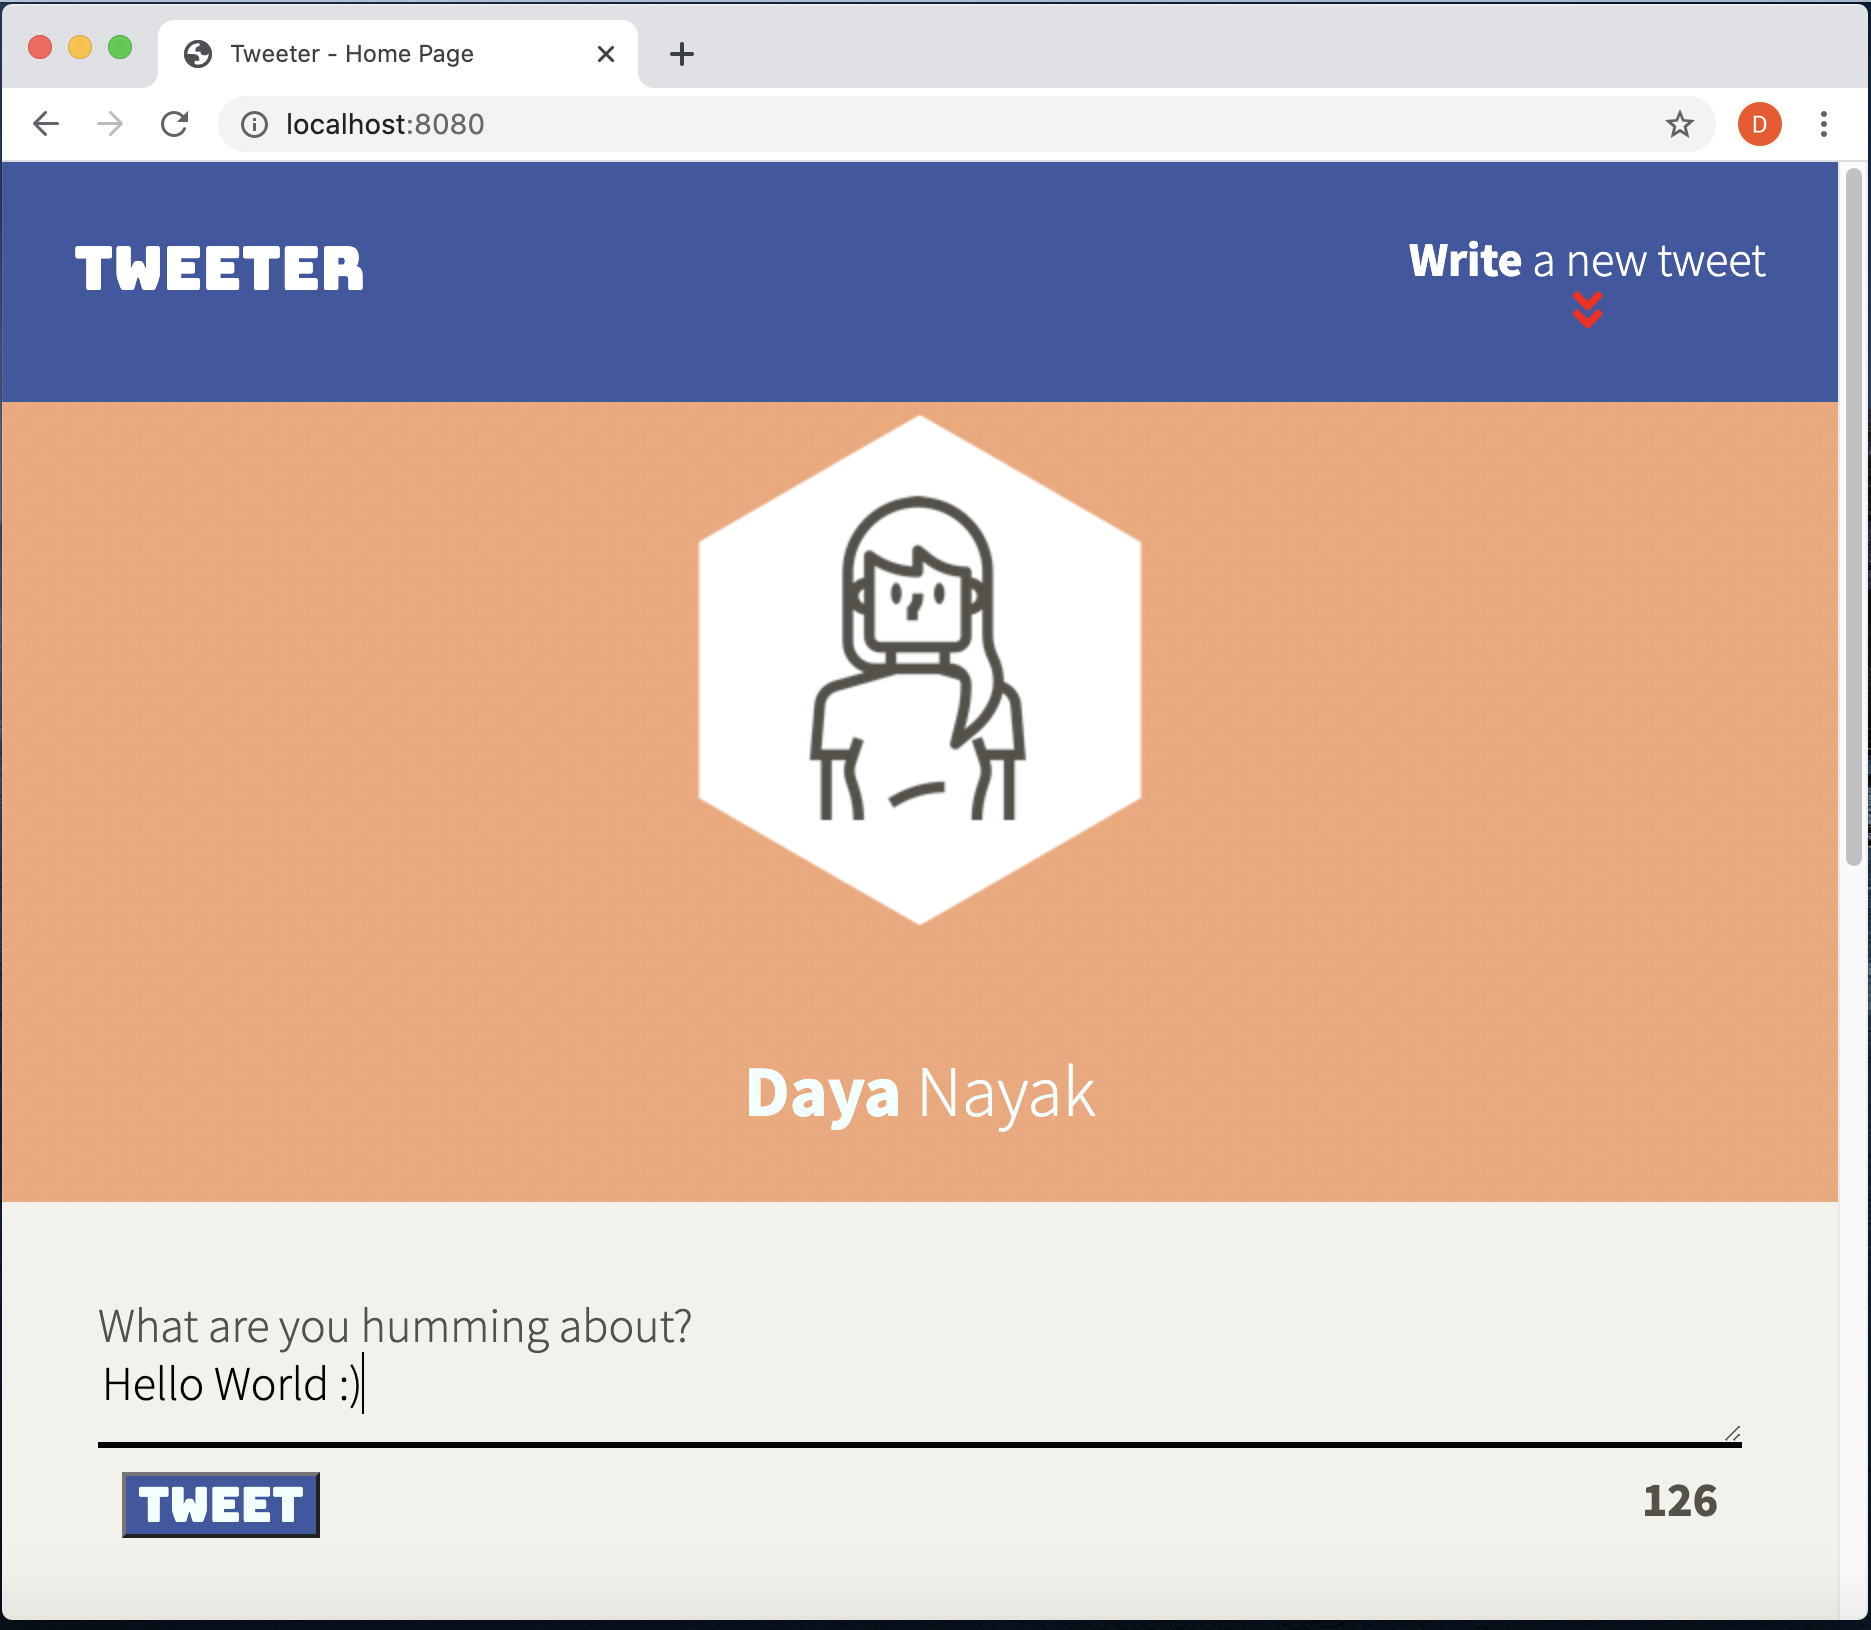 Tweeter - Home Page
localhost:8080
D
TWEETER
Write a new tweet
Daya Nayak
What are you humming about?
Hello World :)
TWEET
126